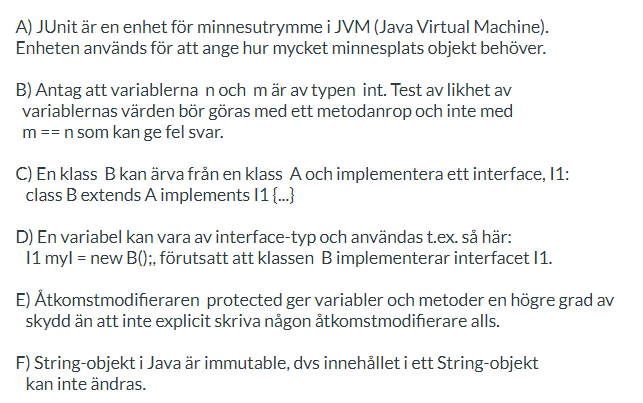 A) JUnit är en enhet för minnesutrymme i JVM (Java Virtual Machine).
Enheten används för att ange hur mycket minnesplats objekt behöver.
B) Antag att variablerna n och m är av typen int. Test av likhet av
variablernas värden bör göras med ett metodanrop och inte med
m == n som kan ge fel svar.
C) En klass B kan ärva från en klass A och implementera ett interface, I1:
class B extends A implements I1 {...}
D) En variabel kan vara av interface-typ och användas t.ex. så här:
I1 myI = new B();, förutsatt att klassen B implementerar interfacet I1.
E) Åtkomstmodifieraren protected ger variabler och metoder en högre grad av
skydd än att inte explicit skriva någon åtkomstmodifierare alls.
F) String-objekt i Java är immutable, dvs innehållet i ett String-objekt
kan inte ändras.